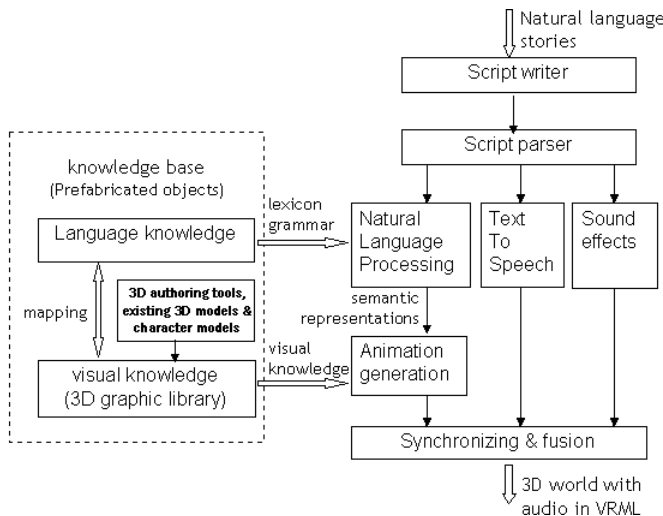 Natural language
stories
Script writer
Script parser
knowledge base
(Prefabricated objects)
lexicon
grammar
Language knowledge
Natural
Language
Processing
Text
To
Speech
Sound
effects
mapping
3D authoring tools,
existing 3D models &
character models
semantic
representations
visual
knowledge
visual knowledge
(3D graphic library)
Animation
generation
Synchronizing & fusion
3D world with
audio in VRML